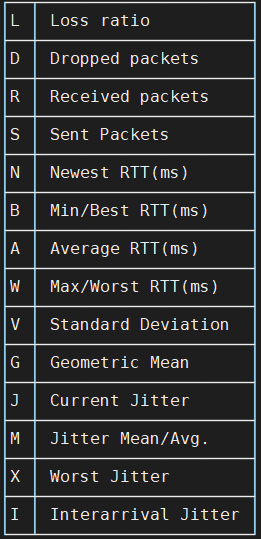 L Loss ratio
D Dropped packets
R Received packets
S Sent Packets
N Newest RTT(ms)
B Min/Best RTT(ms)
A Average RTT(ms)
W Max/Worst RTT(ms)
V Standard Deviation
G Geometric Mean
J Current Jitter
M Jitter Mean/Avg.
X Worst Jitter
I Interarrival Jitter